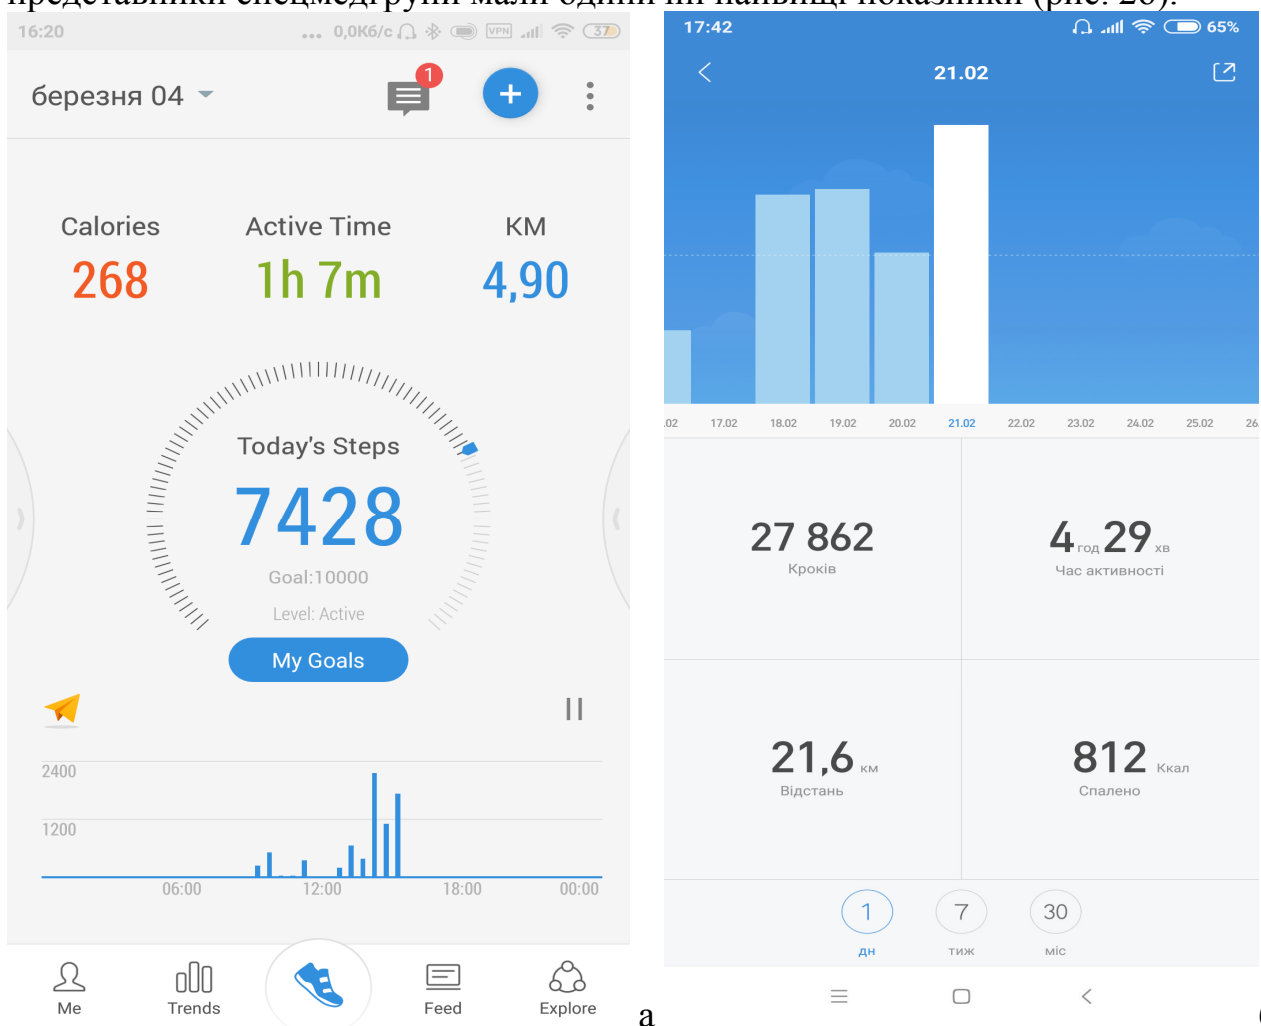 16:20
... 0,0Кб/с VPN 37
березня 04
1
+
Calories
Active Time
KM
268
1h 7m
4,90
Today's Steps
7428
Goal:10000
Level: Active
My Goals
2400
1200
06:00 12:00 18:00 00:00
Me
Trends
Feed
Explore
а
17:42
65%
21.02
.02 17.02 18.02 19.02 20.02 21.02 22.02 23.02 24.02 25.02 26.
27 862
Кроків
4 год 29 хв
Час активності
21,6 км
Відстань
812 Ккал
Спалено
1 7 30
дн тиж міс